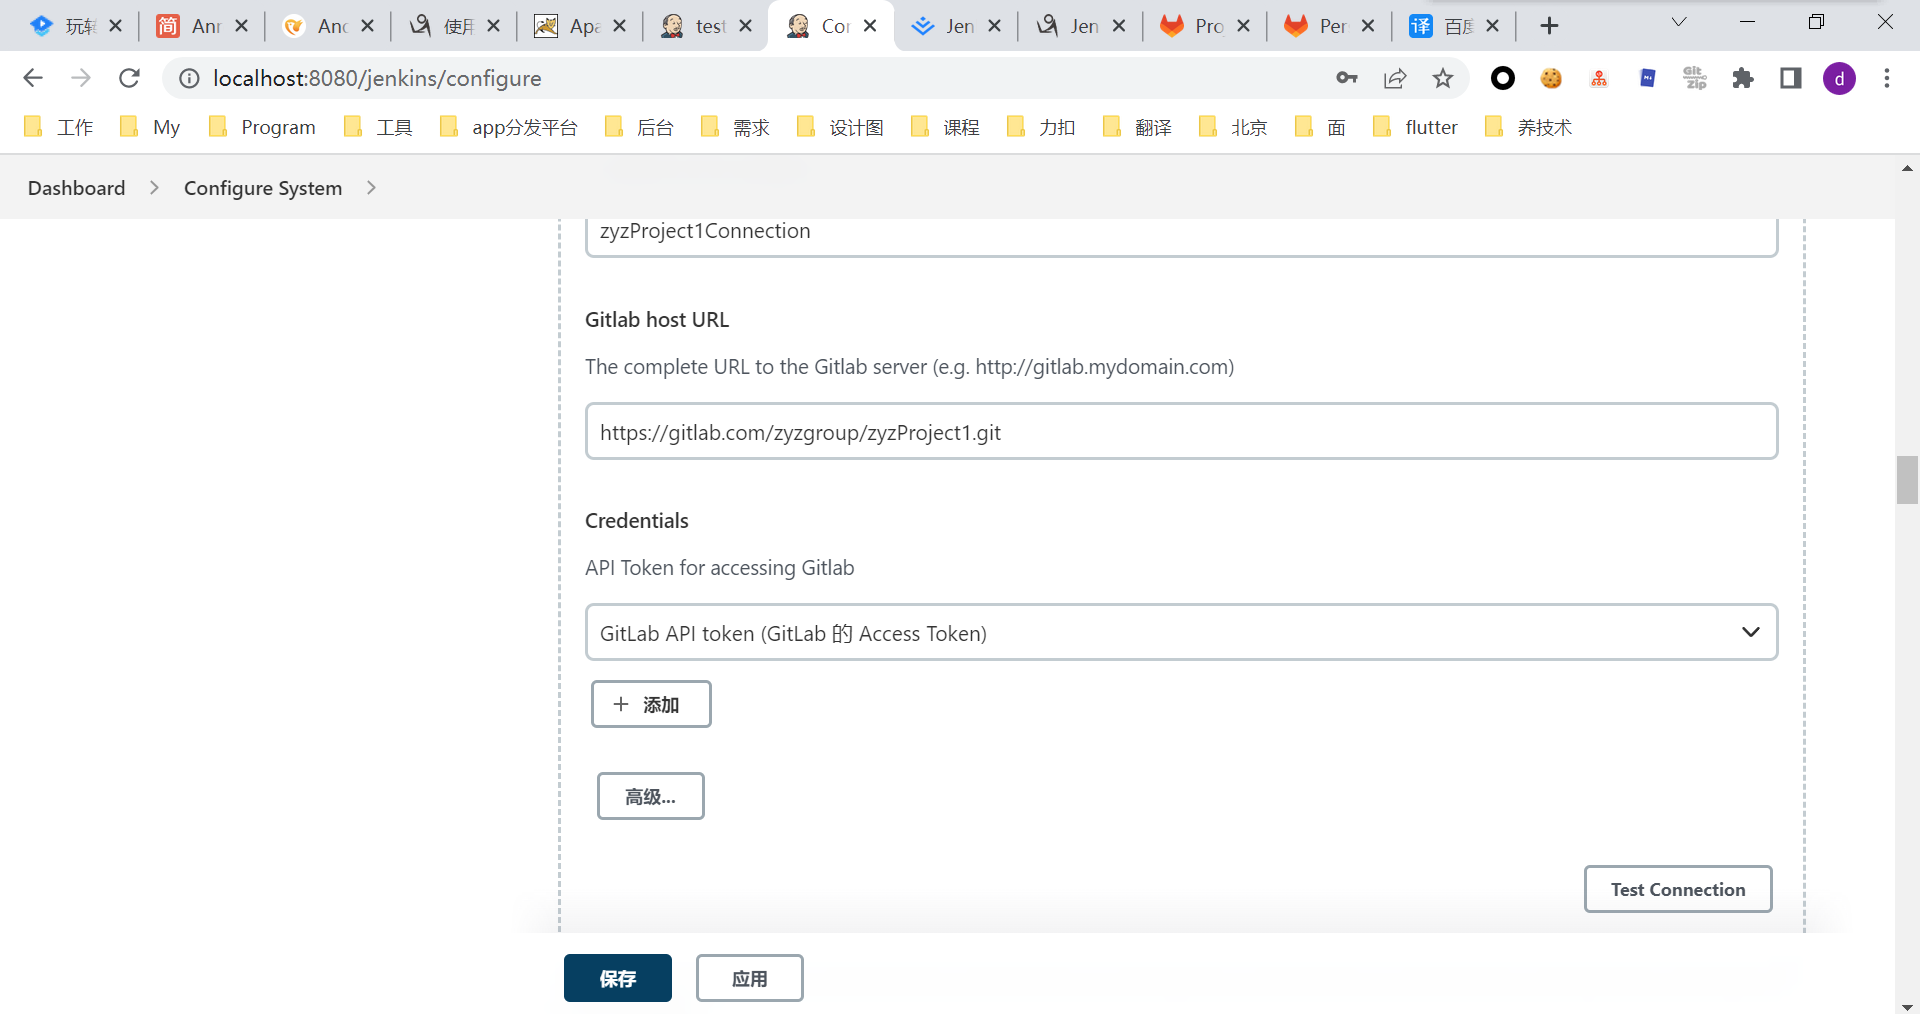 玩转
Anr
And
使用
Apa
test
Cor
Jen
Jen
Pro
Per
百度
localhost:8080/jenkins/configure
d
工作
My
Program
工具
app分发平台
后台
需求
设计图
课程
力扣
翻译
北京
面
flutter
养技术
Dashboard
Configure System
zyzProject1Connection
Gitlab host URL
The complete URL to the Gitlab server (e.g. http://gitlab.mydomain.com)
https://gitlab.com/zyzgroup/zyzProject1.git
Credentials
API Token for accessing Gitlab
GitLab API token (GitLab 的 Access Token)
+ 添加
高级...
Test Connection
保存
应用